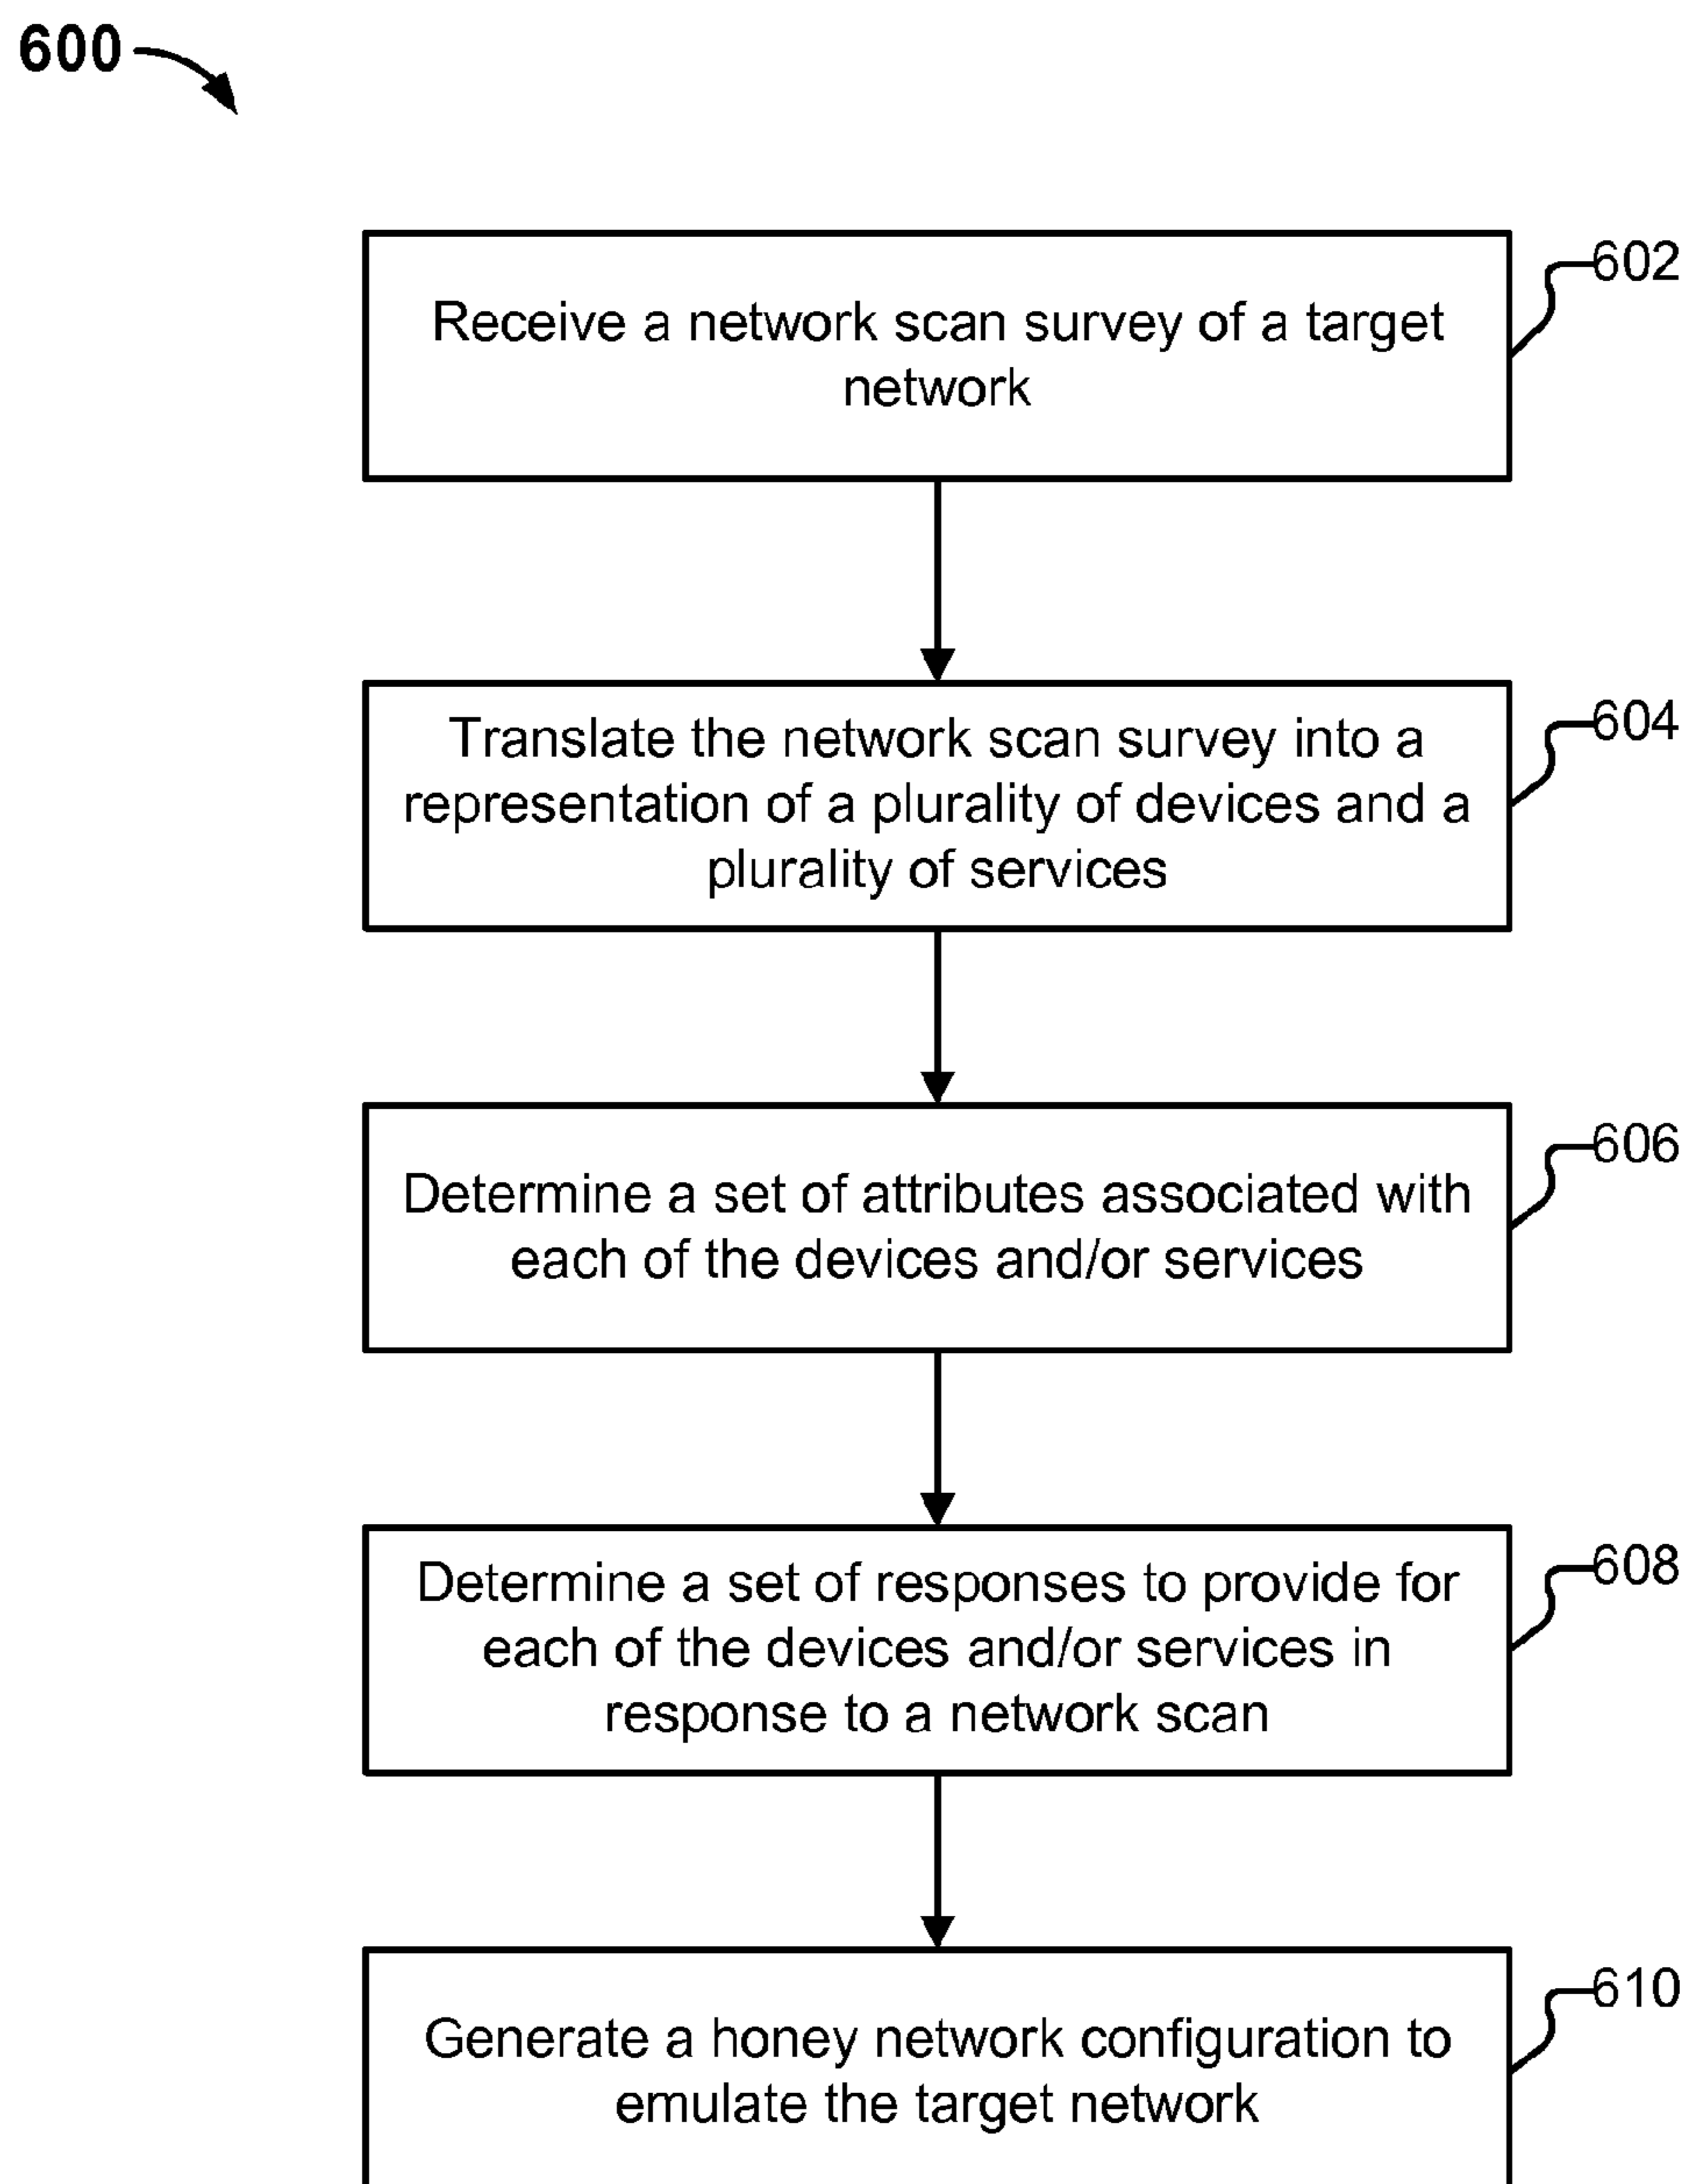 600
602
Receive a network scan survey of a target
network
604
Translate the network scan survey into a
representation of a plurality of devices and a
plurality of services
606
Determine a set of attributes associated with
each of the devices and/or services
608
Determine a set of responses to provide for
each of the devices and/or services in
response to a network scan
610
Generate a honey network configuration to
emulate the target network